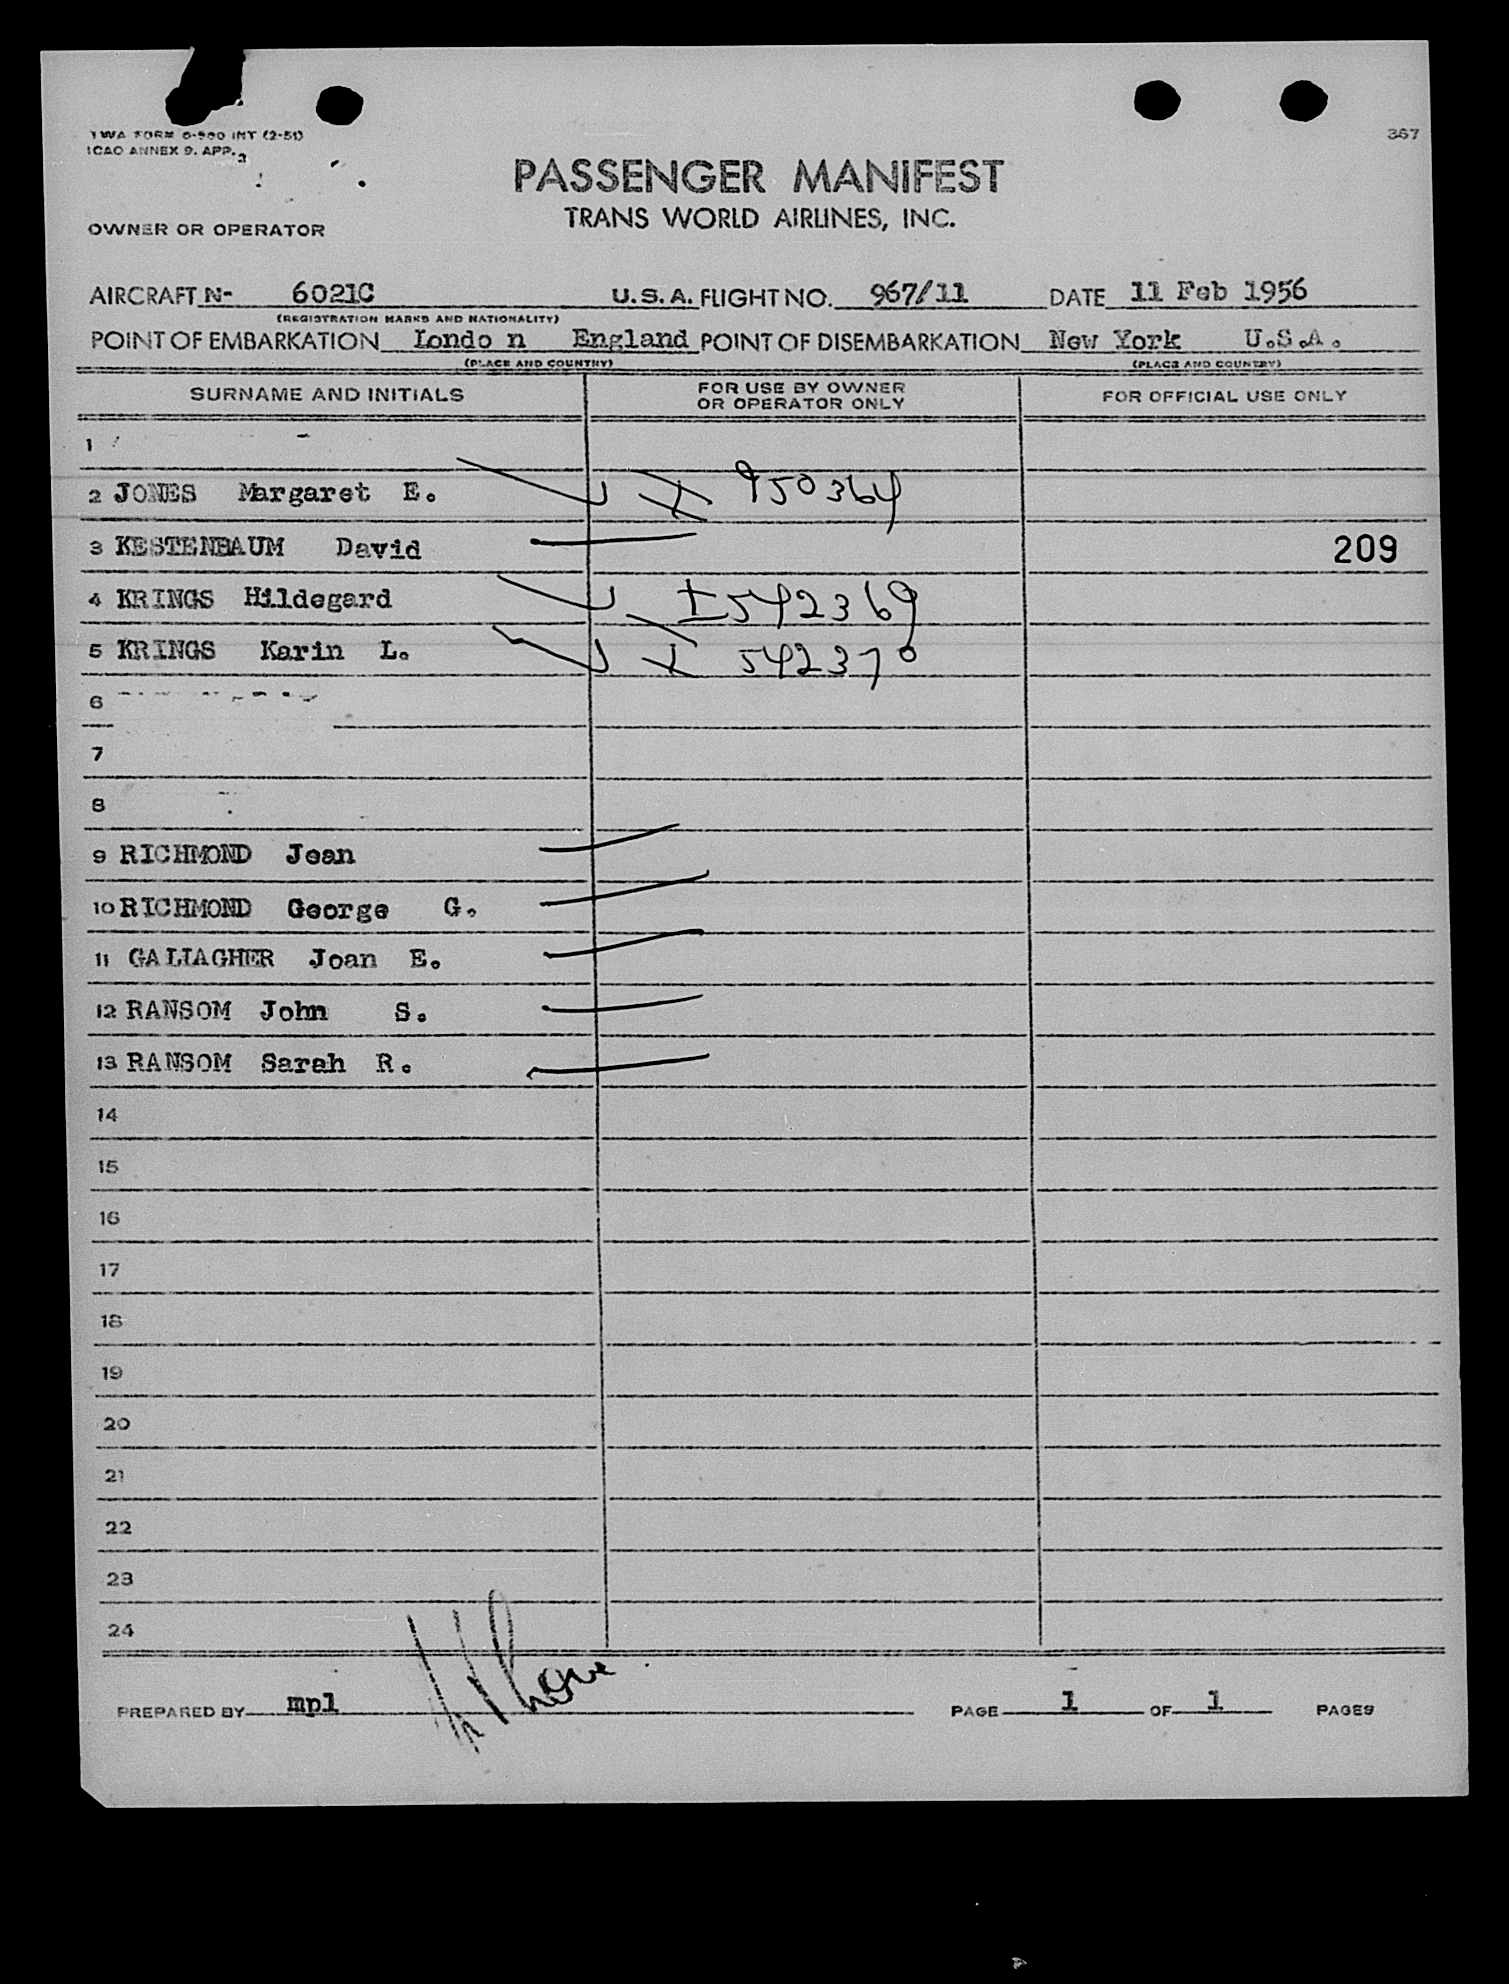 TWA FORM 0-500 INT (2-51)
367
ICAO ANNEX 9. APP. 3
PASSENGER MANIFEST
TRANS WORLD AIRLINES, INC.
OWNER OR OPERATOR
AIRCRAFT N- 6021C U.S.A. FLIGHT NO. 967/11 DATE 11 Feb 1956
(REGISTRATION MARKS AND NATIONALITY)
POINT OF EMBARKATION Londo n England POINT OF DISEMBARKATION New York U.S.A.
(PLACE AND COUNTRY) (PLACE AND COUNTRY)
SURNAME AND INITIALS FOR USE BY OWNER OR OPERATOR ONLY FOR OFFICIAL USE ONLY
1
2 JONES Margaret E. I 950364
3 KESTENBAUM David 209
4 KRINGS Hildegard I 542369
5 KRINGS Karin L. I 542370
6
7
8
9 RICHMOND Jean
10 RICHMOND George G.
11 GALLAGHER Joan E.
12 RANSOM John S.
13 RANSOM Sarah R.
14
15
16
17
18
19
20
21
22
23
24
PREPARED BY mpl PAGE 1 OF 1 PAGES